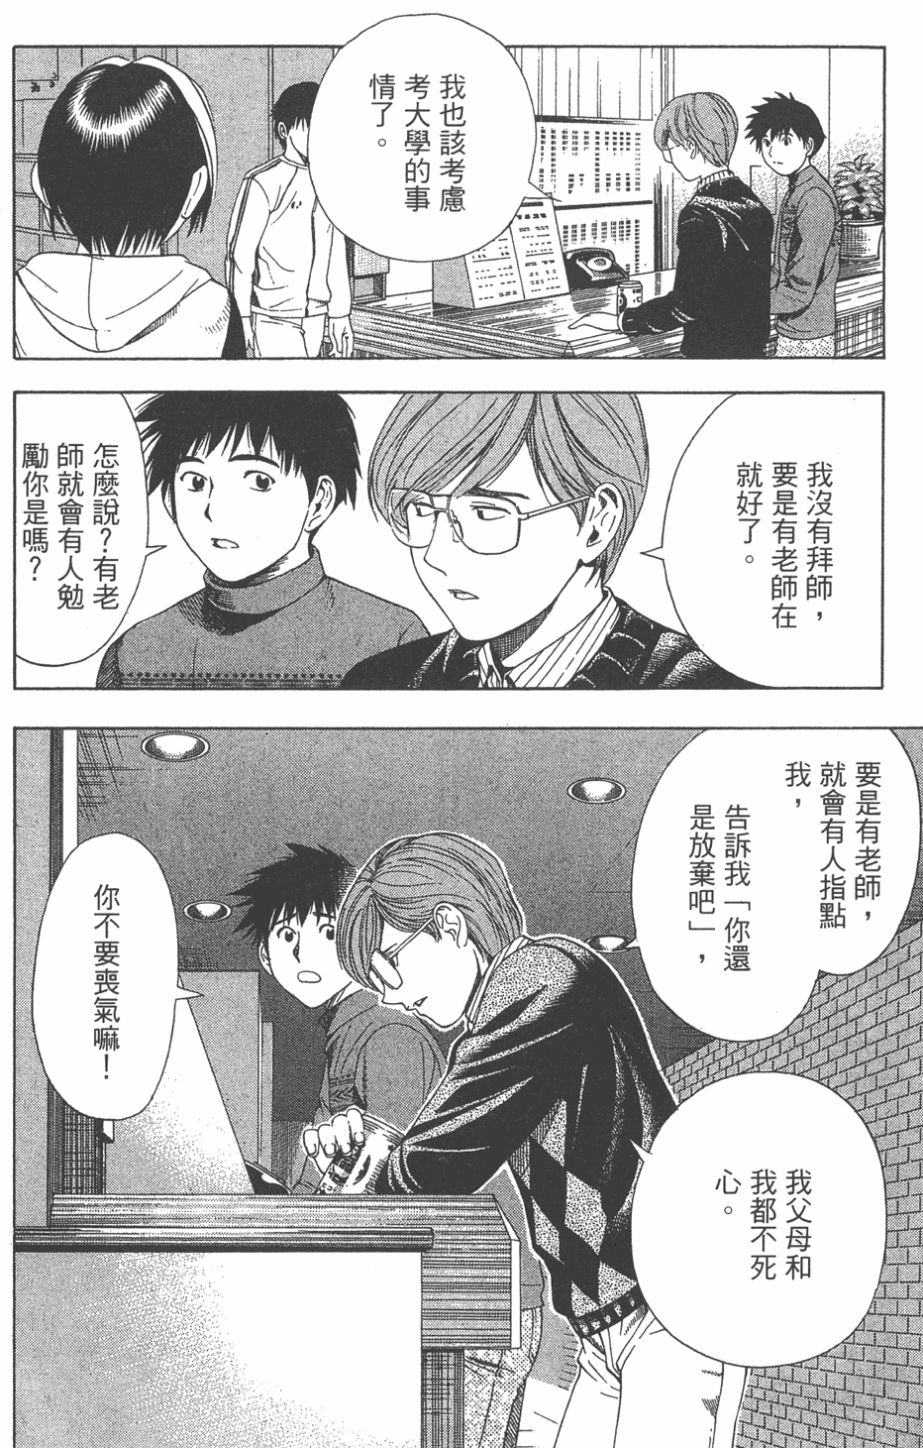 我也該考慮
考大學的事
情了。
我沒有拜師，
要是有老師在
就好了。
怎麼說？有老
師就會有人勉
勵你是嗎？
要是有老師，
就會有人指點
我，
告訴我「你還
是放棄吧」，
我父母和
我都不死
心。
你不要喪氣嘛！